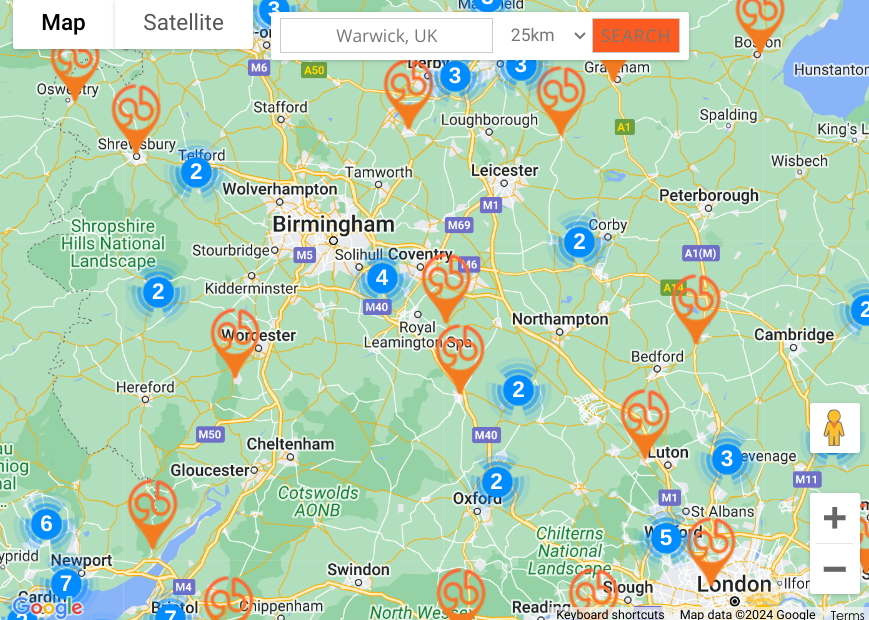 Map
Satellite
Warwick, UK
25km
SEARCH
3
M6
A50
Derby
3
3
Boston
Hunstanton
Oswestry
Stafford
Loughborough
Grantham
A1
Spalding
King's L
Shrewsbury
Telford
2
Wolverhampton
Tamworth
Leicester
M1
Wisbech
Peterborough
Shropshire
Hills National
Landscape
Birmingham
M69
Corby
2
A1(M)
Stourbridge
M5
Solihull
Coventry
M6
4
Kidderminster
M40
A14
2
2
Worcester
Royal
Leamington Spa
Northampton
Cambridge
Bedford
Hereford
2
M50
M40
Cheltenham
Gloucester
Luton
3
evenage
M11
Cotswolds
AONB
2
Oxford
M1
St Albans
6
Watford
5
Chilterns
National
Landscape
Newport
7
Swindon
Slough
London
Ilfor
M4
Bristol
7
Chippenham
North Wessex
Reading
Google
Keyboard shortcuts
Map data ©2024 Google
Terms